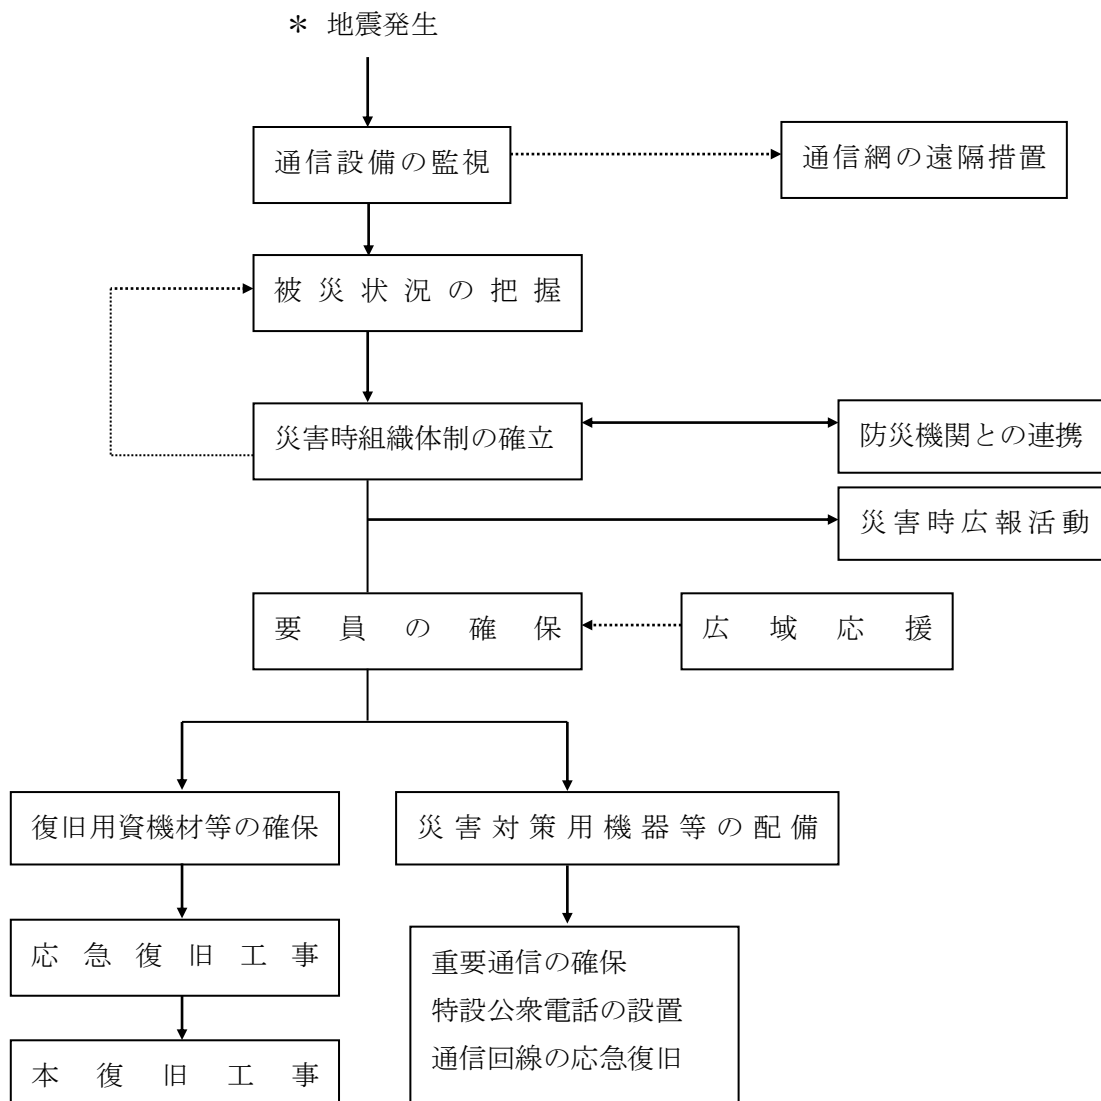 ＊ 地震発生
通信設備の監視
通信網の遠隔措置
被災状況の把握
災害時組織体制の確立
防災機関との連携
災害時広報活動
要員の確保
広域応援
復旧用資機材等の確保
災害対策用機器等の配備
応急復旧工事
重要通信の確保
特設公衆電話の設置
通信回線の応急復旧
本復旧工事